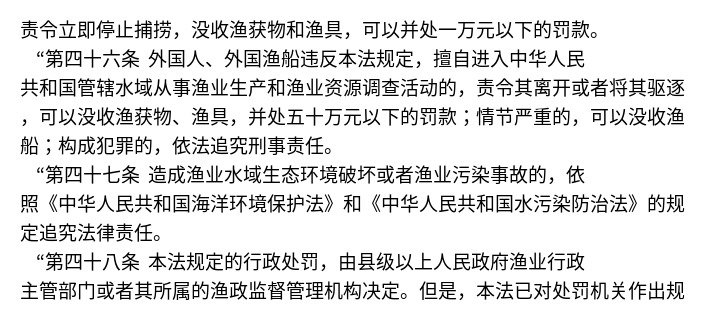 责令立即停止捕捞，没收渔获物和渔具，可以并处一万元以下的罚款。
“第四十六条 外国人、外国渔船违反本法规定，擅自进入中华人民
共和国管辖水域从事渔业生产和渔业资源调查活动的，责令其离开或者将其驱逐
，可以没收渔获物、渔具，并处五十万元以下的罚款；情节严重的，可以没收渔
船；构成犯罪的，依法追究刑事责任。
“第四十七条 造成渔业水域生态环境破坏或者渔业污染事故的，依
照《中华人民共和国海洋环境保护法》和《中华人民共和国水污染防治法》的规
定追究法律责任。
“第四十八条 本法规定的行政处罚，由县级以上人民政府渔业行政
主管部门或者其所属的渔政监督管理机构决定。但是，本法已对处罚机关作出规